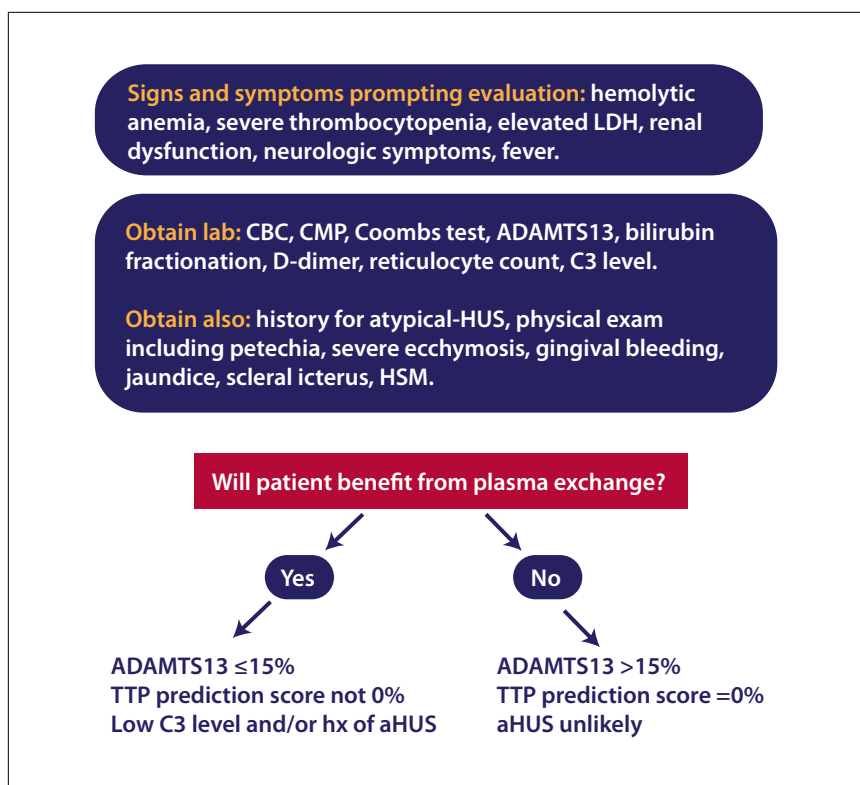 Signs and symptoms prompting evaluation: hemolytic
anemia, severe thrombocytopenia, elevated LDH, renal
dysfunction, neurologic symptoms, fever.
Obtain lab: CBC, CMP, Coombs test, ADAMTS13, bilirubin
fractionation, D-dimer, reticulocyte count, C3 level.
Obtain also: history for atypical-HUS, physical exam
including petechia, severe ecchymosis, gingival bleeding,
jaundice, scleral icterus, HSM.
Will patient benefit from plasma exchange?
Yes
No
ADAMTS13 ≤15%
TTP prediction score not 0%
Low C3 level and/or hx of aHUS
ADAMTS13 >15%
TTP prediction score =0%
aHUS unlikely